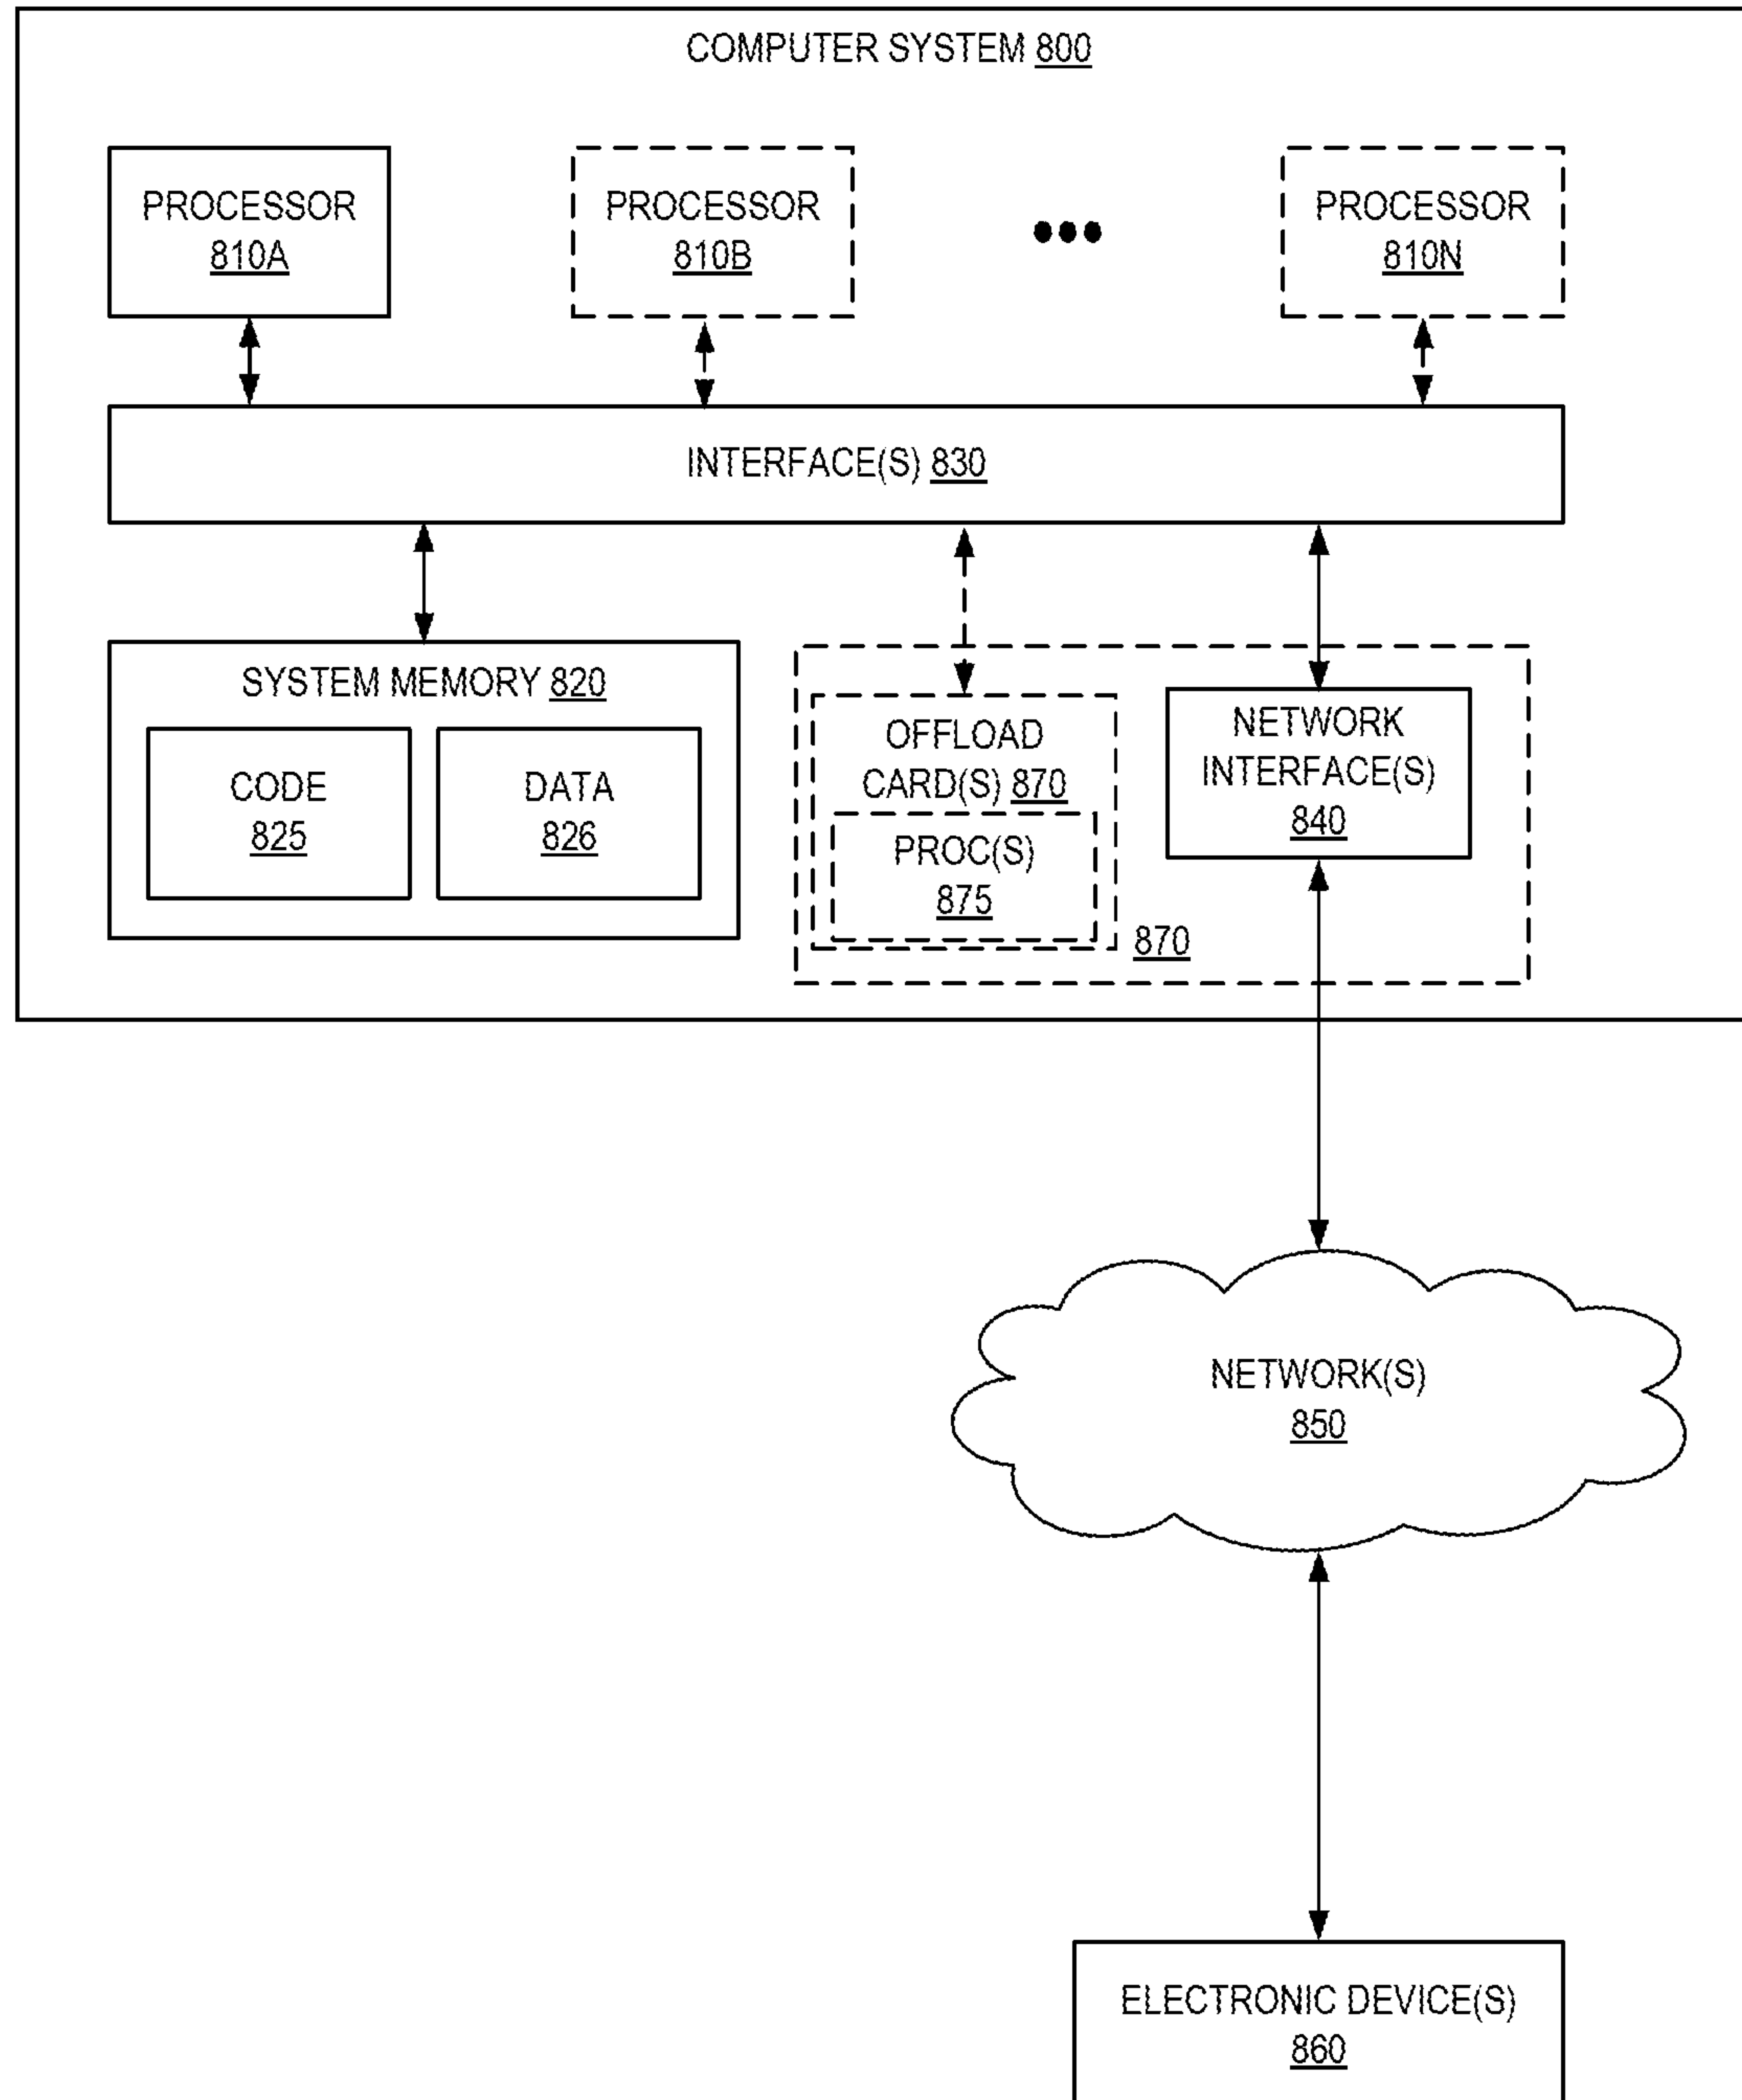 COMPUTER SYSTEM 800
PROCESSOR
810A
PROCESSOR
810B
PROCESSOR
810N
INTERFACE(S) 830
SYSTEM MEMORY 820
CODE
825
DATA
826
OFFLOAD
CARD(S) 870
PROC(S)
875
870
NETWORK
INTERFACE(S)
840
NETWORK(S)
850
ELECTRONIC DEVICE(S)
860